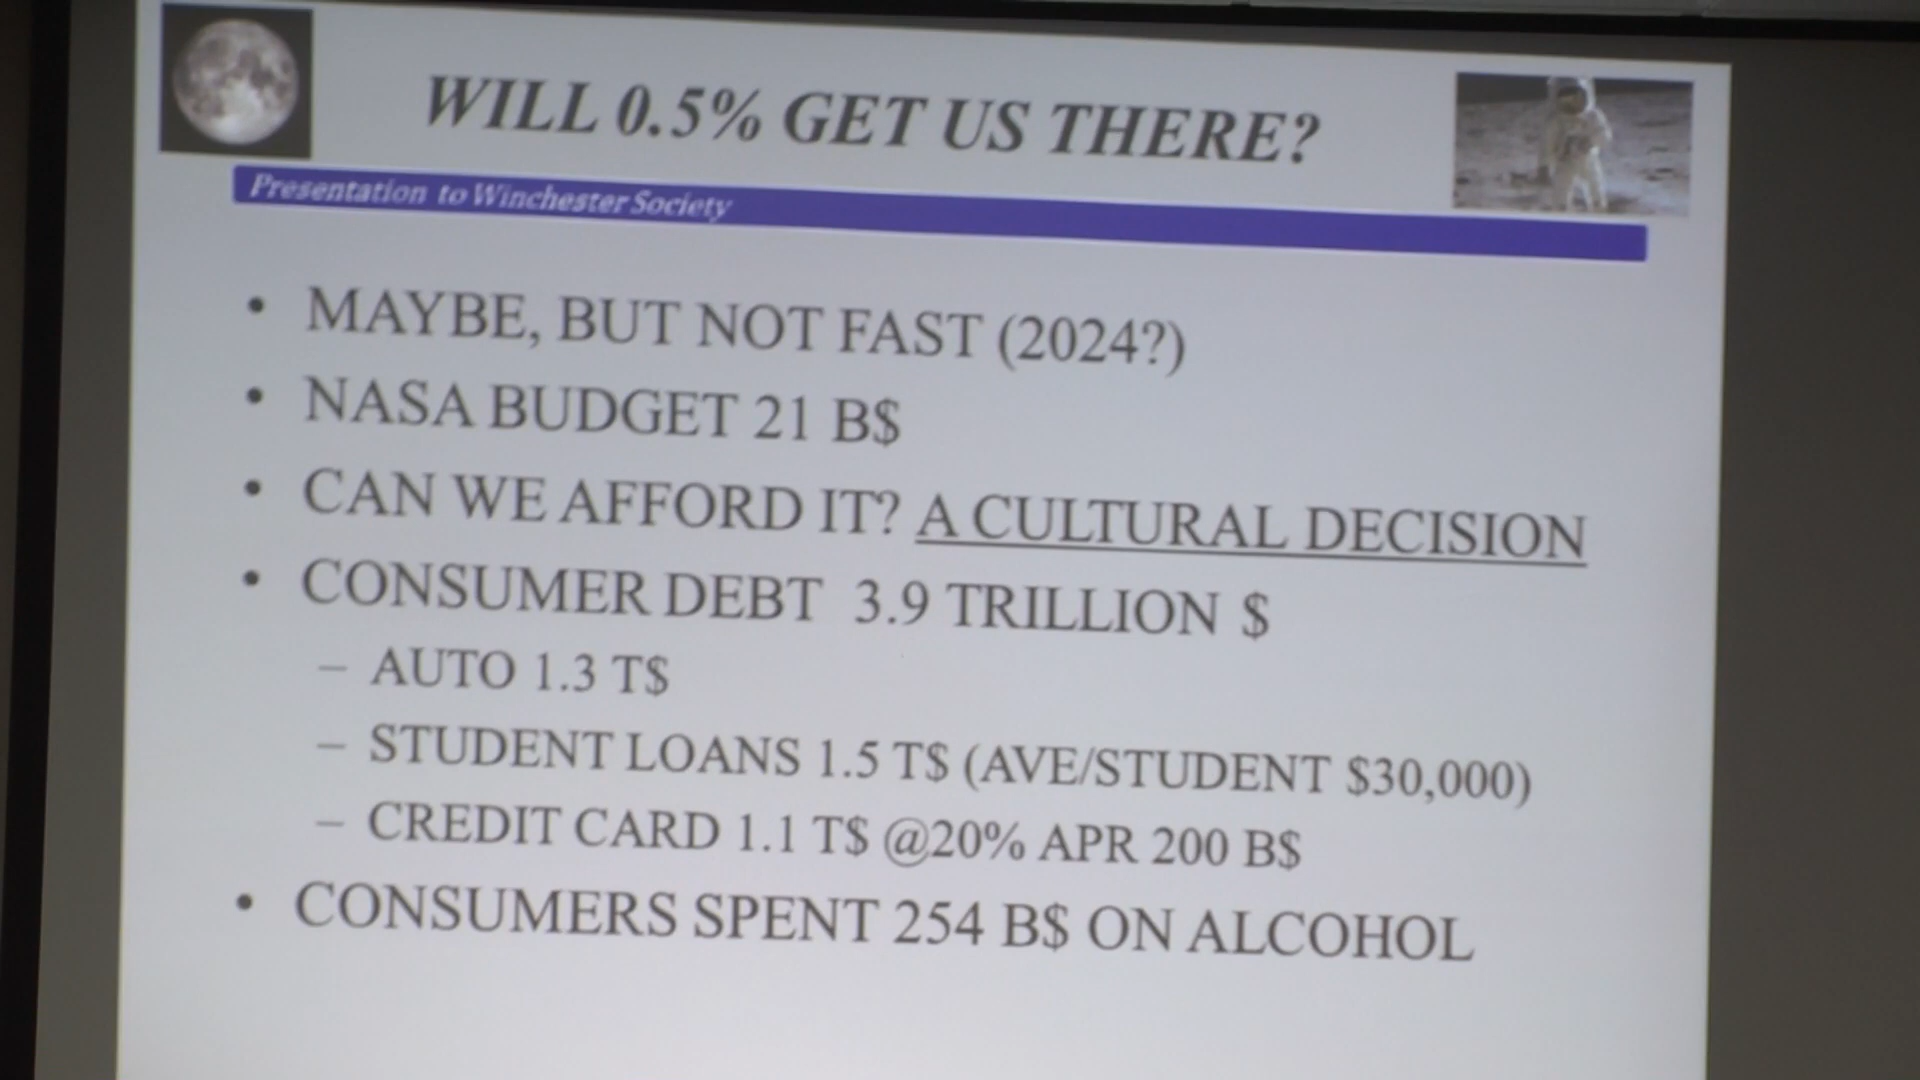 WILL 0.5% GET US THERE?
Presentation to Winchester Society
• MAYBE, BUT NOT FAST (2024?)
• NASA BUDGET 21 B$
• CAN WE AFFORD IT? A CULTURAL DECISION
• CONSUMER DEBT 3.9 TRILLION $
– AUTO 1.3 T$
– STUDENT LOANS 1.5 T$ (AVE/STUDENT $30,000)
– CREDIT CARD 1.1 T$ @20% APR 200 B$
• CONSUMERS SPENT 254 B$ ON ALCOHOL